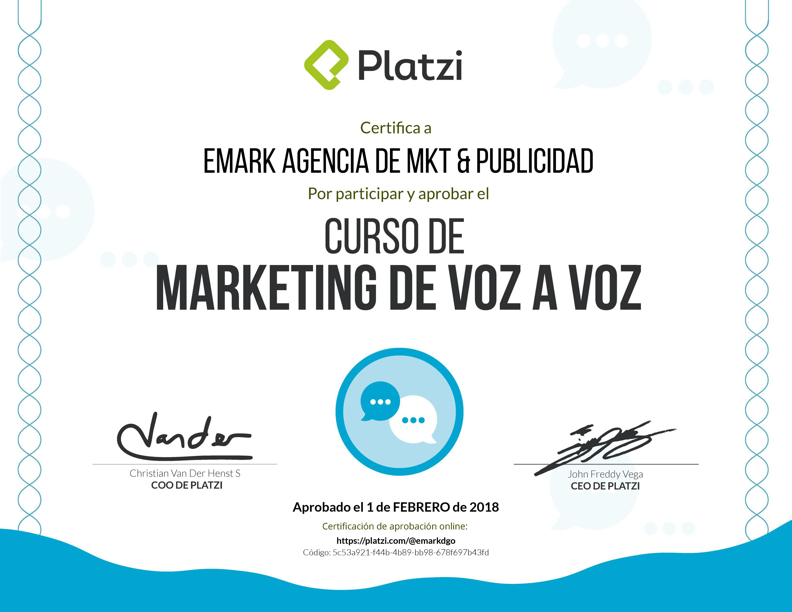 Platzi
Certifica a
EMARK AGENCIA DE MKT & PUBLICIDAD
Por participar y aprobar el
CURSO DE
MARKETING DE VOZ A VOZ
Vander
Christian Van Der Henst S
COO DE PLATZI
John Freddy Vega
CEO DE PLATZI
Aprobado el 1 de FEBRERO de 2018
Certificación de aprobación online:
https://platzi.com/@emarkdgo
Código: 5c53a921-f44b-4b89-bb98-678f697b43fd